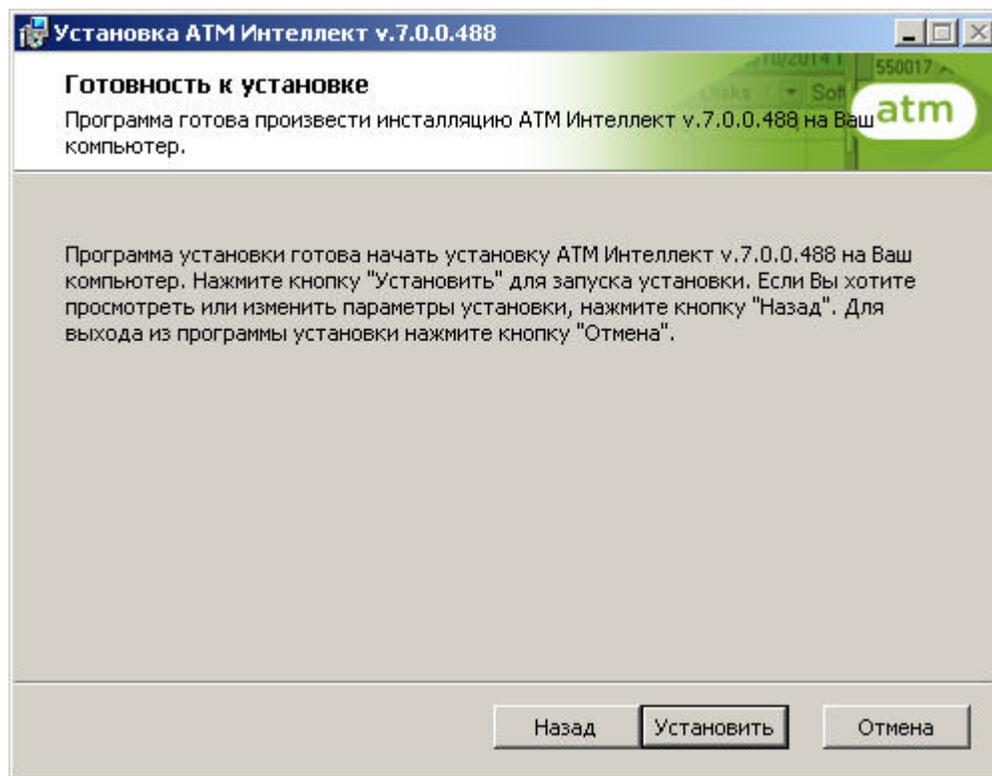 Установка АТМ Интеллект v.7.0.0.488
Готовность к установке
Программа готова произвести инсталляцию АТМ Интеллект v.7.0.0.488 на Ваш
компьютер.
550017
Sof
atm
Программа установки готова начать установку АТМ Интеллект v.7.0.0.488 на Ваш
компьютер. Нажмите кнопку "Установить" для запуска установки. Если Вы хотите
просмотреть или изменить параметры установки, нажмите кнопку "Назад". Для
выхода из программы установки нажмите кнопку "Отмена".
Назад
Установить
Отмена